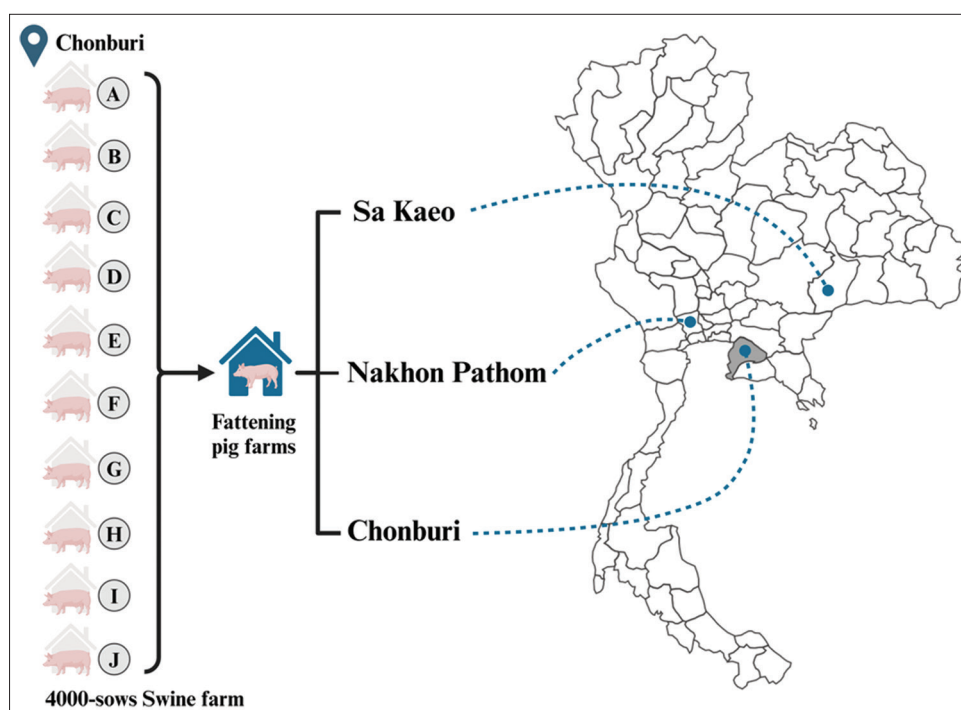 Chonburi
A
B
C
D
E
F
G
H
I
J
4000-sows Swine farm
Fattening
pig farms
Sa Kaeo
Nakhon Pathom
Chonburi